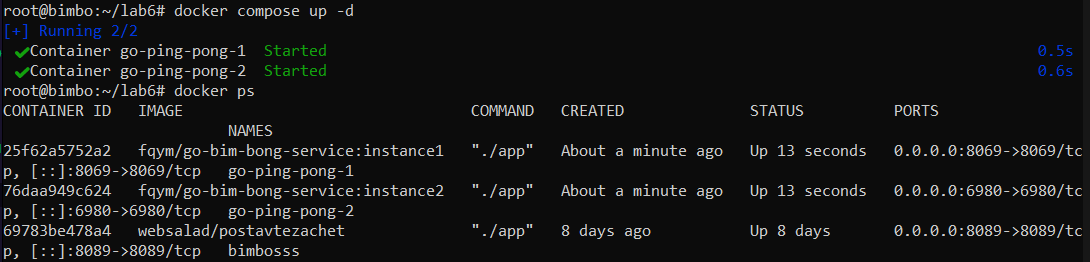 root@bimbo:~/lab6# docker compose up -d
[+] Running 2/2
✔Container go-ping-pong-1  Started  0.5s
✔Container go-ping-pong-2  Started  0.6s
root@bimbo:~/lab6# docker ps
CONTAINER ID   IMAGE                                COMMAND   CREATED              STATUS          PORTS
                       NAMES
25f62a5752a2   fqym/go-bim-bong-service:instance1   "./app"   About a minute ago   Up 13 seconds   0.0.0.0:8069->8069/tc
p, [::]:8069->8069/tcp   go-ping-pong-1
76daa949c624   fqym/go-bim-bong-service:instance2   "./app"   About a minute ago   Up 13 seconds   0.0.0.0:6980->6980/tc
p, [::]:6980->6980/tcp   go-ping-pong-2
69783be478a4   websalad/postavtezachet              "./app"   8 days ago           Up 8 days       0.0.0.0:8089->8089/tc
p, [::]:8089->8089/tcp   bimbosss